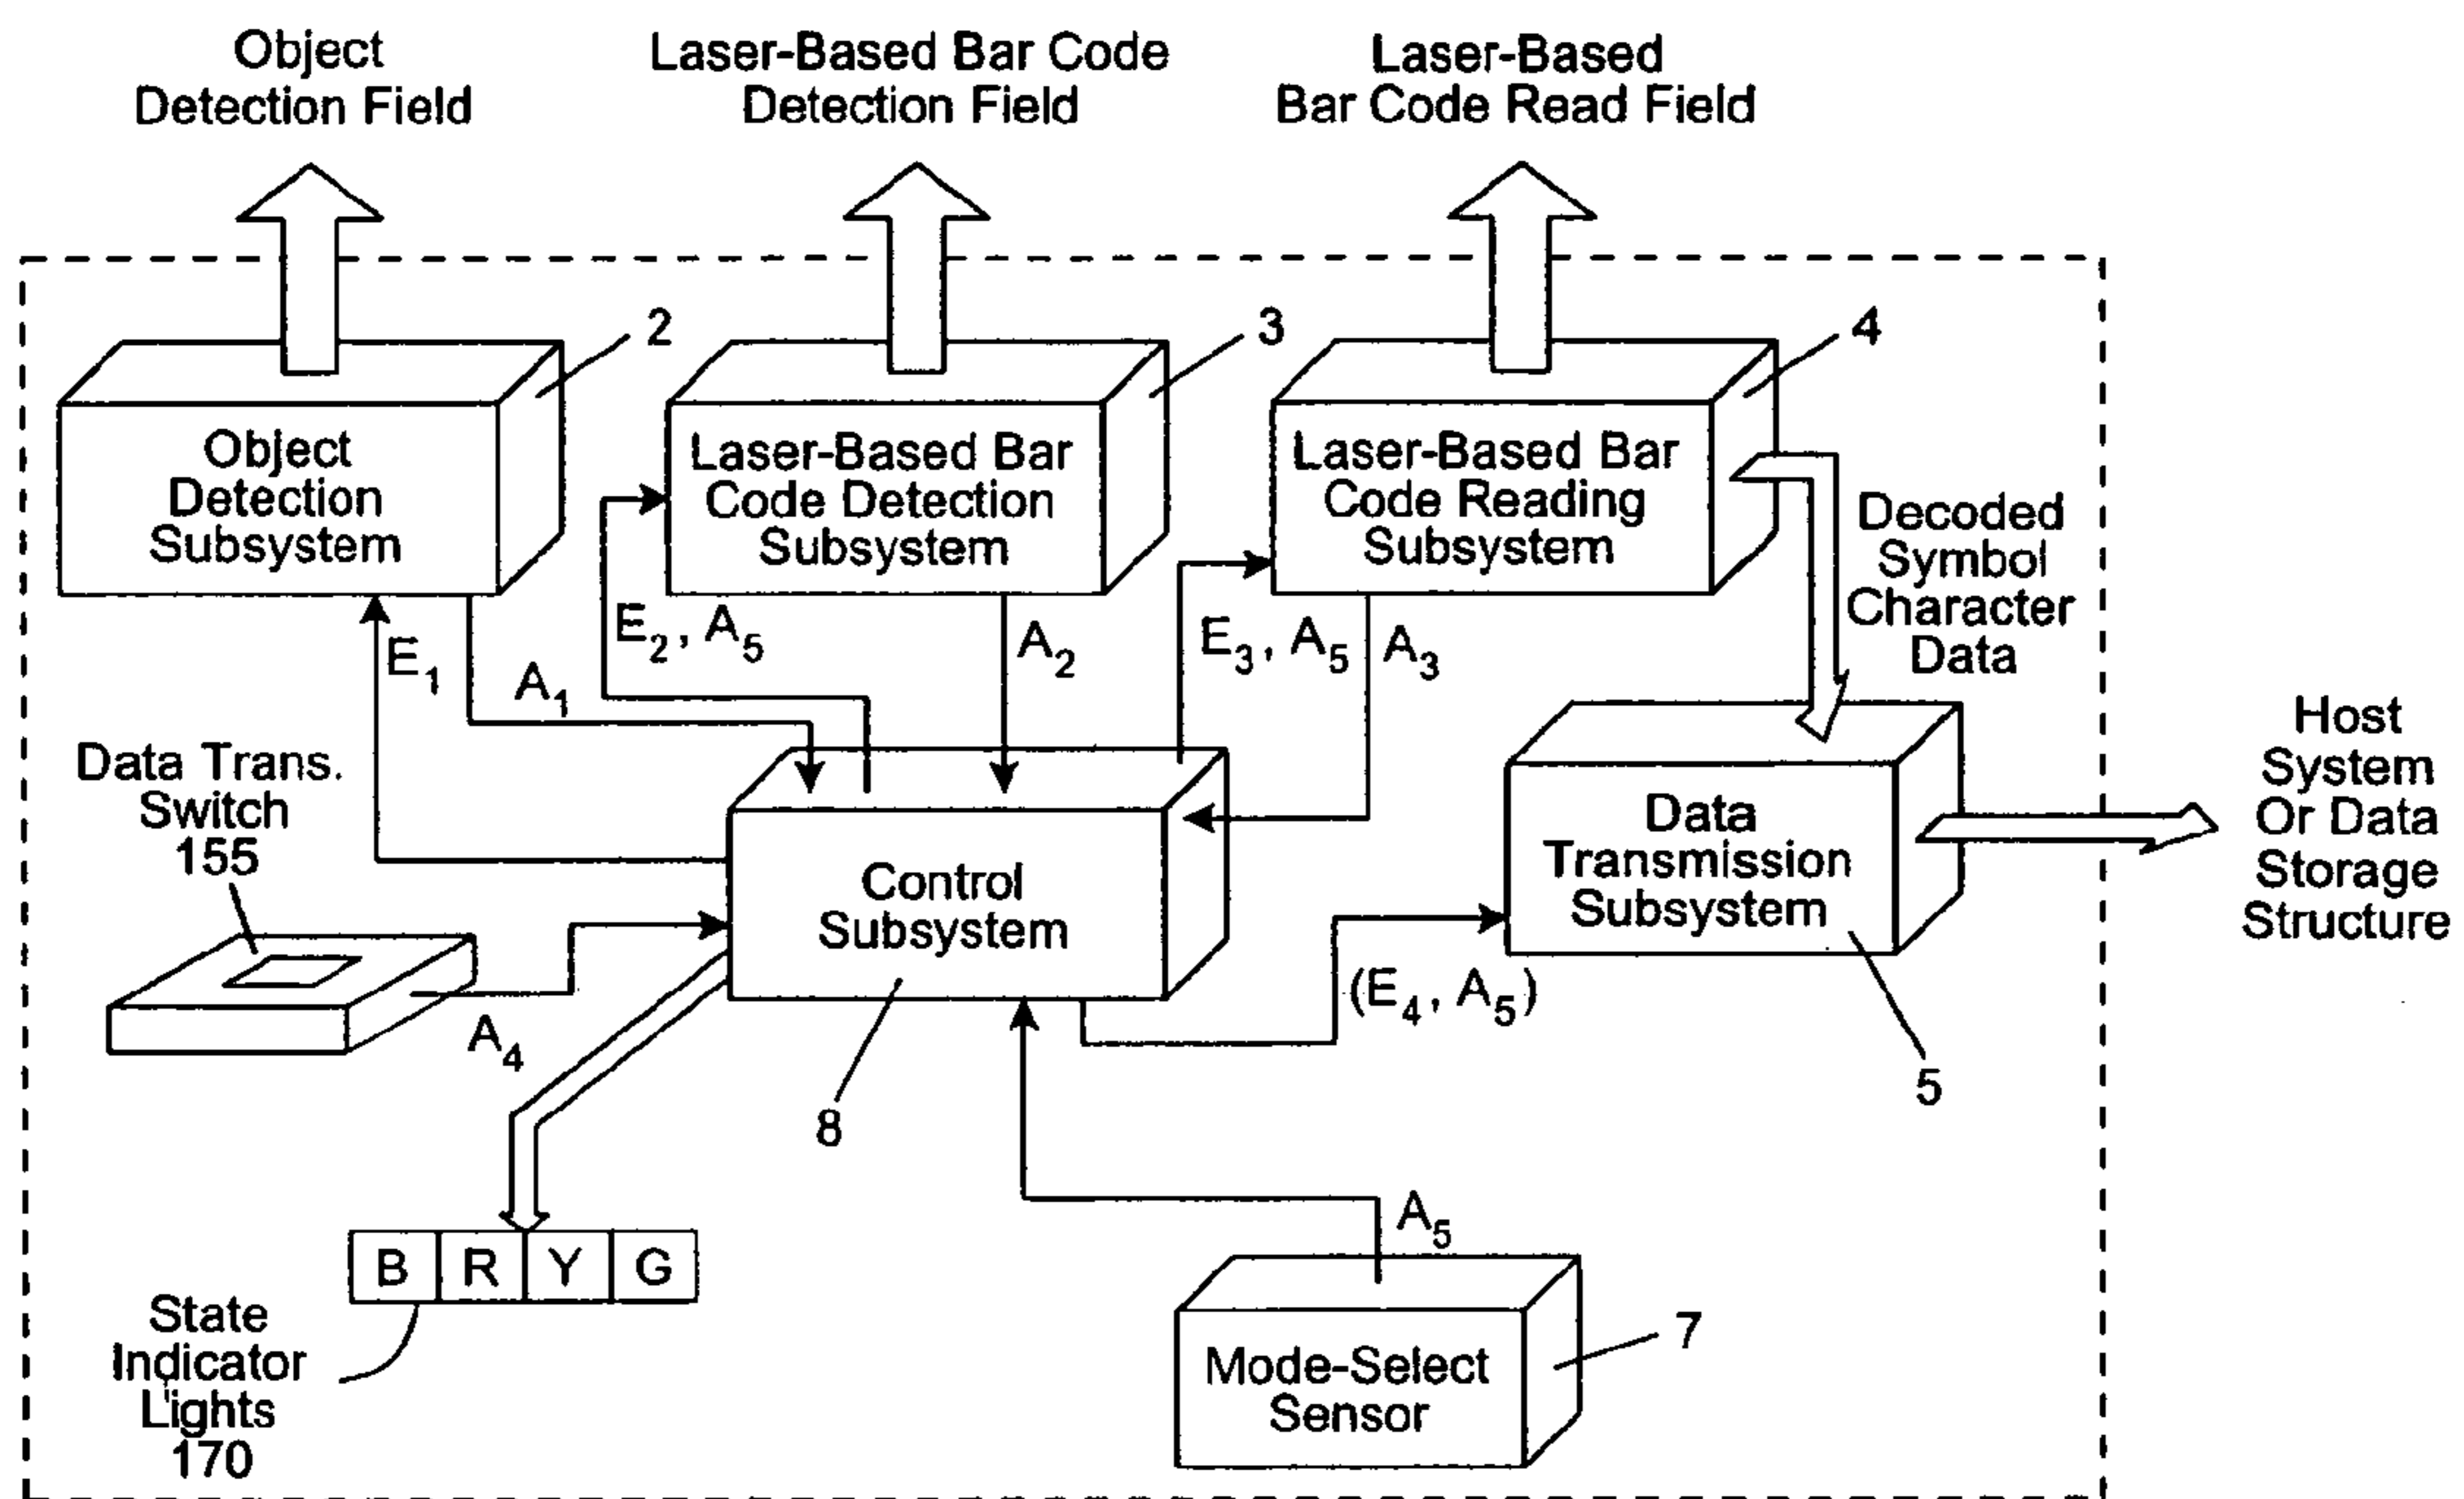 Object
Detection Field
Laser-Based Bar Code
Detection Field
Laser-Based
Bar Code Read Field
2
3
4
Object
Detection
Subsystem
Laser-Based Bar
Code Detection
Subsystem
Laser-Based Bar
Code Reading
Subsystem
Decoded
Symbol
Character
Data
E1
A1
E2, A5
A2
E3, A5
A3
Data Trans.
Switch
155
Host
System
Or Data
Storage
Structure
Control
Subsystem
Data
Transmission
Subsystem
A4
(E4, A5)
8
5
A5
B R Y G
State
Indicator
Lights
170
Mode-Select
Sensor
7